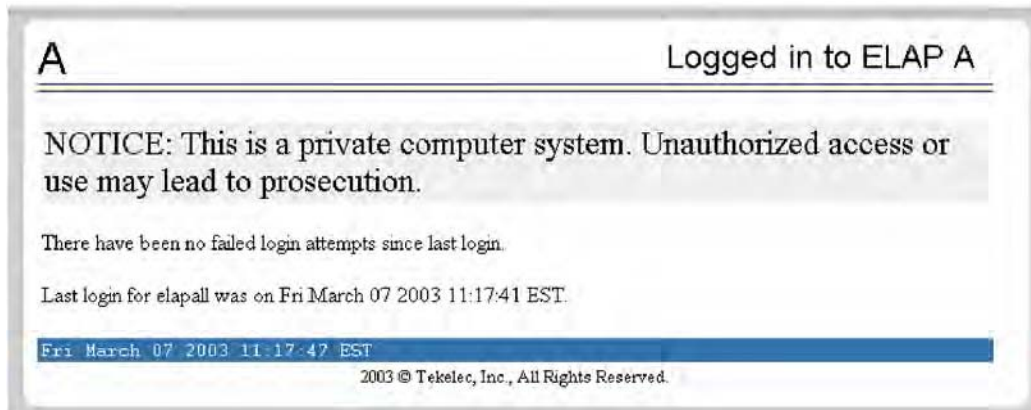 A
Logged in to ELAP A
NOTICE: This is a private computer system. Unauthorized access or
use may lead to prosecution.
There have been no failed login attempts since last login.
Last login for elapall was on Fri March 07 2003 11:17:41 EST.
Fri March 07 2003 11:17:47 EST
2003 © Tekelec, Inc., All Rights Reserved.